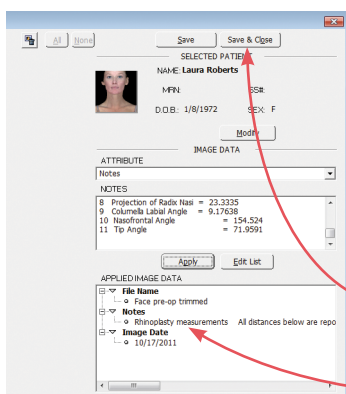 All None Save Save & Close
SELECTED PATIENT
NAME: Laura Roberts
MRN: SS#:
D.O.B.: 1/8/1972 SEX: F
Modify
IMAGE DATA
ATTRIBUTE
Notes
NOTES
8 Projection of Radix Nasi = 23.3335
9 Columella Labial Angle = 9.17638
10 Nasofrontal Angle = 154.524
11 Tip Angle = 71.9591
Apply Edit List
APPLIED IMAGE DATA
File Name
Face pre-op trimmed
Notes
Rhinoplasty measurements All distances below are repo
Image Date
10/17/2011